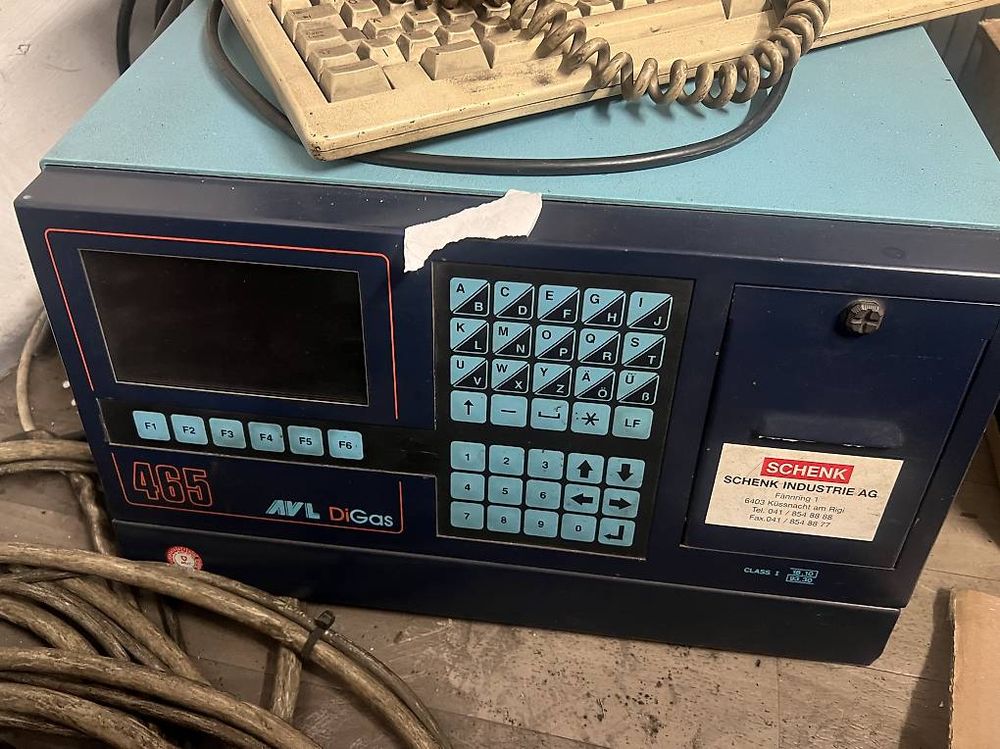 A B C D E F G H I J
K L M N O P Q R S T
U V W X Y Z Ä Ö Ü ß
↑ — * LF
1 2 3
4 5 6
7 8 9 0
F1 F2 F3 F4 F5 F6
465
AVL DiGas
SCHENK
SCHENK INDUSTRIE AG
Fännring 1
6403 Küssnacht am Rigi
Tel. 041 / 854 88 88
Fax. 041 / 854 88 77
CLASS I